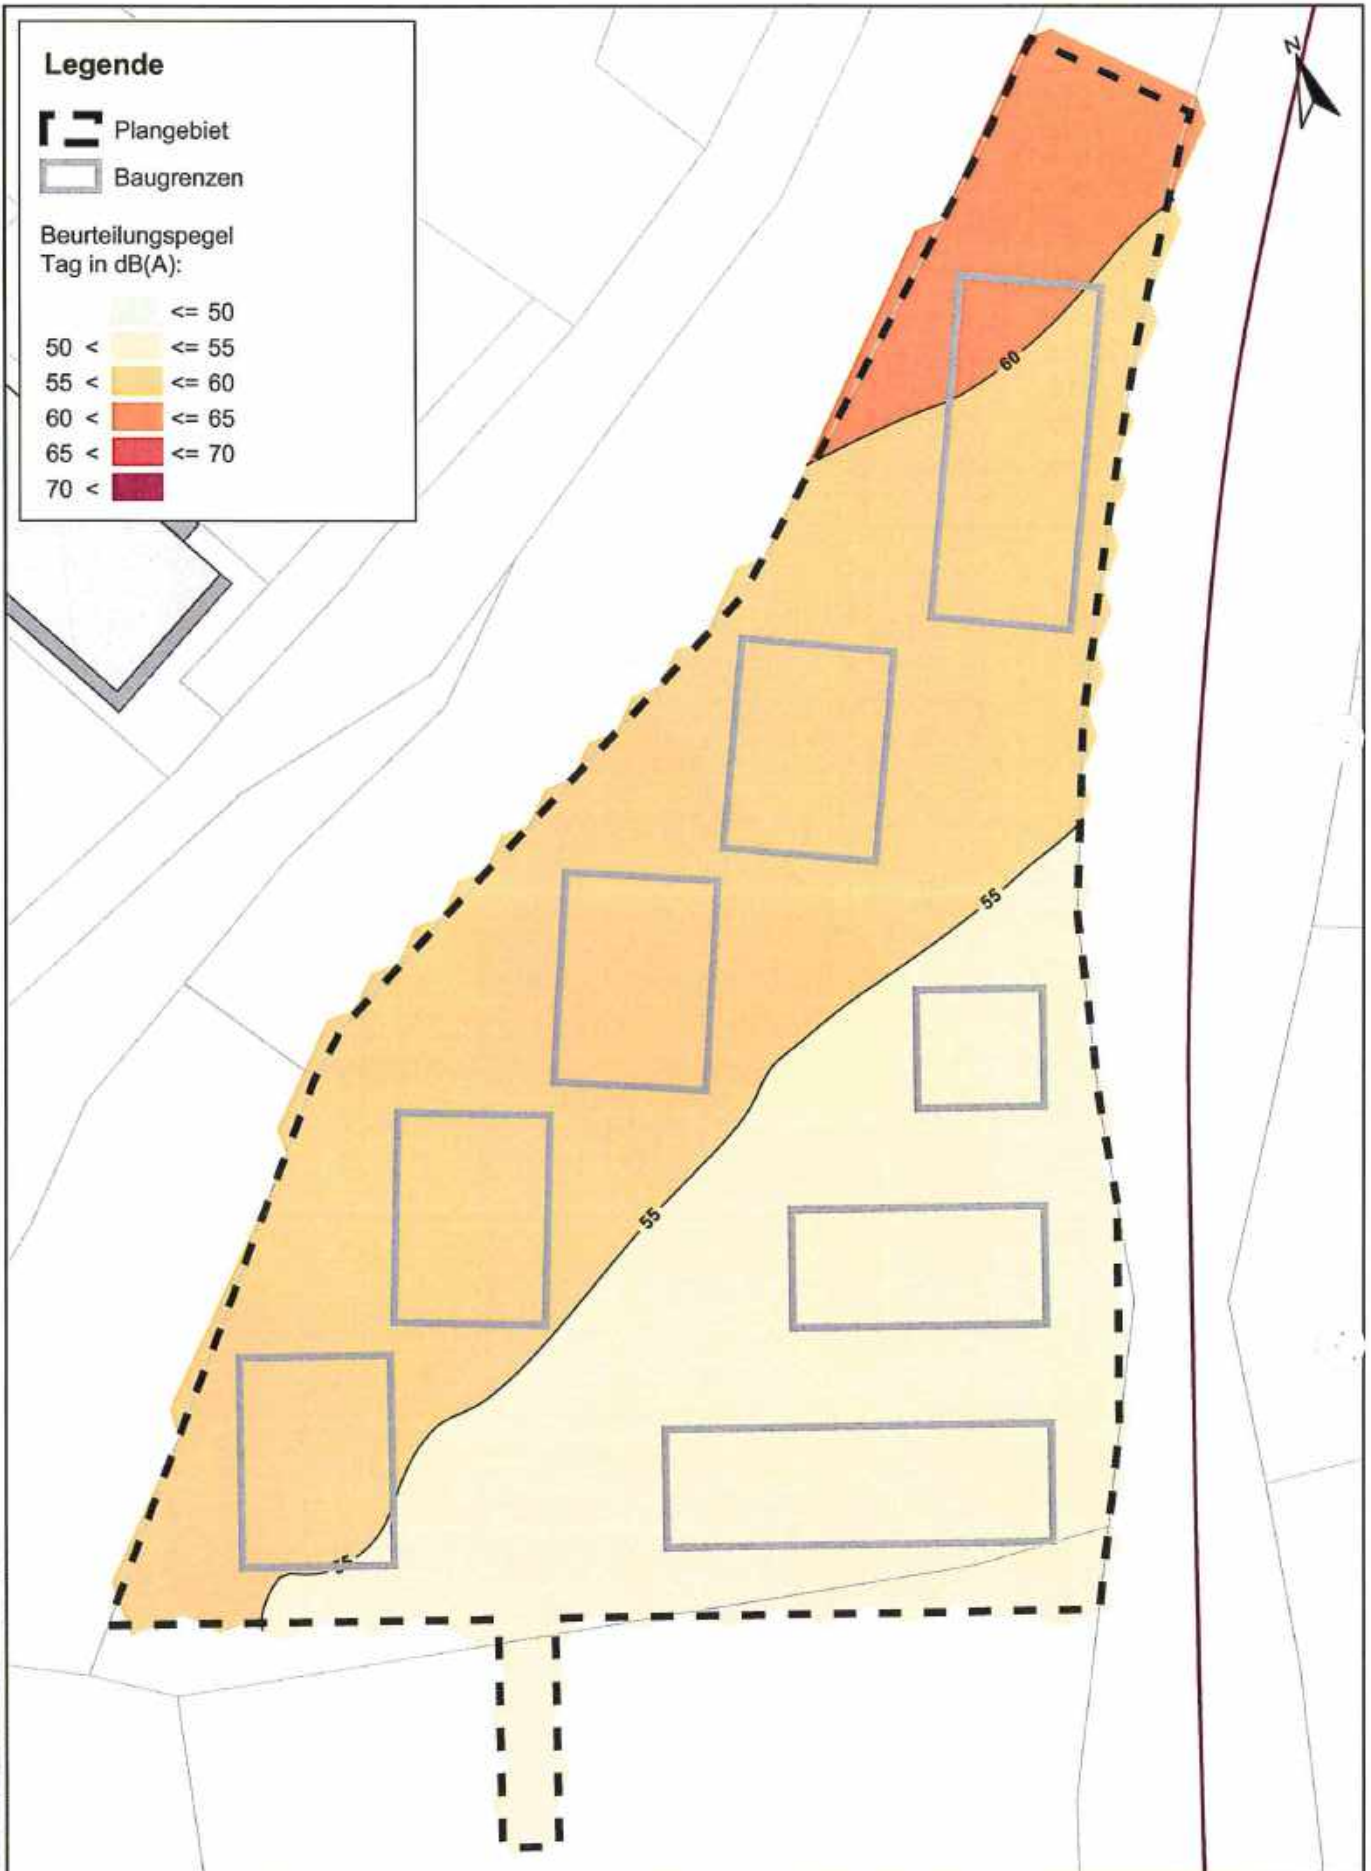 Legende
Plangebiet
Baugrenzen
Beurteilungspegel
Tag in dB(A):
<= 50
50 < <= 55
55 < <= 60
60 < <= 65
65 < <= 70
70 <
N
60
55
55